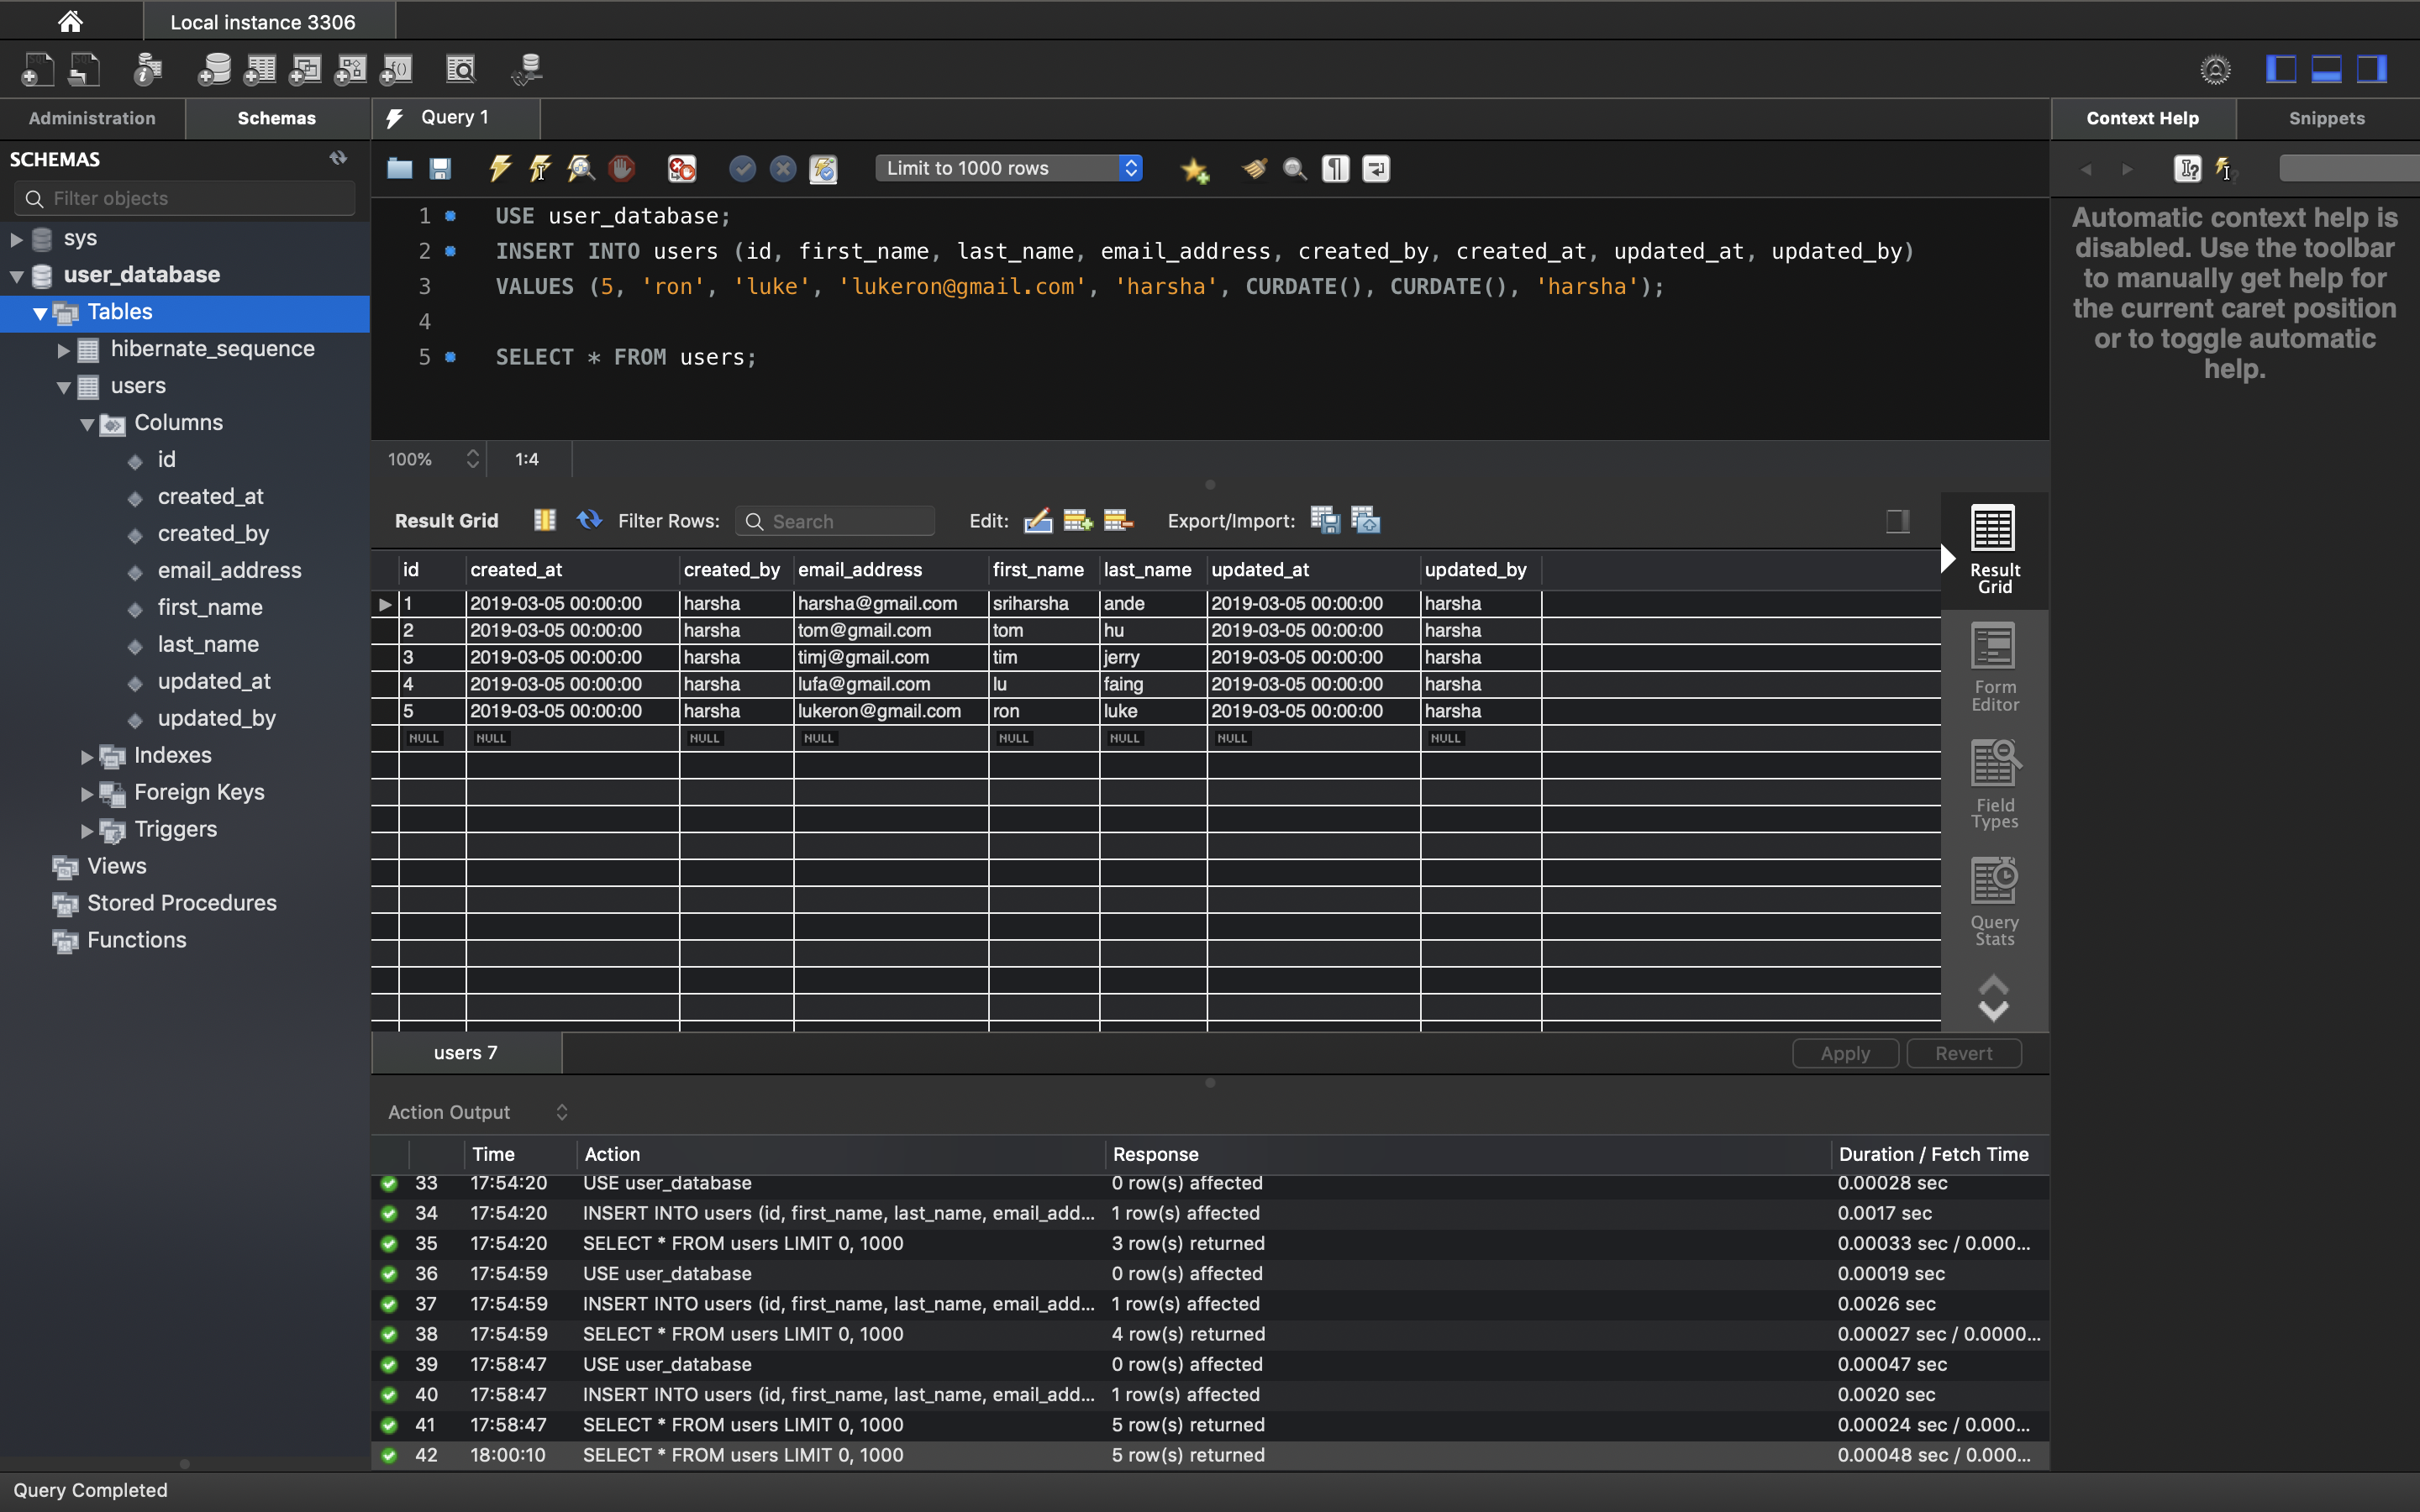 Local instance 3306
Administration
Schemas
Query 1
Context Help
Snippets
SCHEMAS
Filter objects
sys
user_database
Tables
hibernate_sequence
users
Columns
id
created_at
created_by
email_address
first_name
last_name
updated_at
updated_by
Indexes
Foreign Keys
Triggers
Views
Stored Procedures
Functions
Limit to 1000 rows
1 USE user_database;
2 INSERT INTO users (id, first_name, last_name, email_address, created_by, created_at, updated_at, updated_by)
3 VALUES (5, 'ron', 'luke', 'lukeron@gmail.com', 'harsha', CURDATE(), CURDATE(), 'harsha');
4
5 SELECT * FROM users;
100% 1:4
Result Grid Filter Rows: Search Edit: Export/Import:
id created_at created_by email_address first_name last_name updated_at updated_by
1 2019-03-05 00:00:00 harsha harsha@gmail.com sriharsha ande 2019-03-05 00:00:00 harsha
2 2019-03-05 00:00:00 harsha tom@gmail.com tom hu 2019-03-05 00:00:00 harsha
3 2019-03-05 00:00:00 harsha timj@gmail.com tim jerry 2019-03-05 00:00:00 harsha
4 2019-03-05 00:00:00 harsha lufa@gmail.com lu faing 2019-03-05 00:00:00 harsha
5 2019-03-05 00:00:00 harsha lukeron@gmail.com ron luke 2019-03-05 00:00:00 harsha
NULL NULL NULL NULL NULL NULL NULL NULL
Result
Grid
Form
Editor
Field
Types
Query
Stats
users 7
Apply
Revert
Action Output
Time Action Response Duration / Fetch Time
33 17:54:20 USE user_database 0 row(s) affected 0.00028 sec
34 17:54:20 INSERT INTO users (id, first_name, last_name, email_add... 1 row(s) affected 0.0017 sec
35 17:54:20 SELECT * FROM users LIMIT 0, 1000 3 row(s) returned 0.00033 sec / 0.000...
36 17:54:59 USE user_database 0 row(s) affected 0.00019 sec
37 17:54:59 INSERT INTO users (id, first_name, last_name, email_add... 1 row(s) affected 0.0026 sec
38 17:54:59 SELECT * FROM users LIMIT 0, 1000 4 row(s) returned 0.00027 sec / 0.0000...
39 17:58:47 USE user_database 0 row(s) affected 0.00047 sec
40 17:58:47 INSERT INTO users (id, first_name, last_name, email_add... 1 row(s) affected 0.0020 sec
41 17:58:47 SELECT * FROM users LIMIT 0, 1000 5 row(s) returned 0.00024 sec / 0.000...
42 18:00:10 SELECT * FROM users LIMIT 0, 1000 5 row(s) returned 0.00048 sec / 0.000...
Automatic context help is
disabled. Use the toolbar
to manually get help for
the current caret position
or to toggle automatic
help.
Query Completed